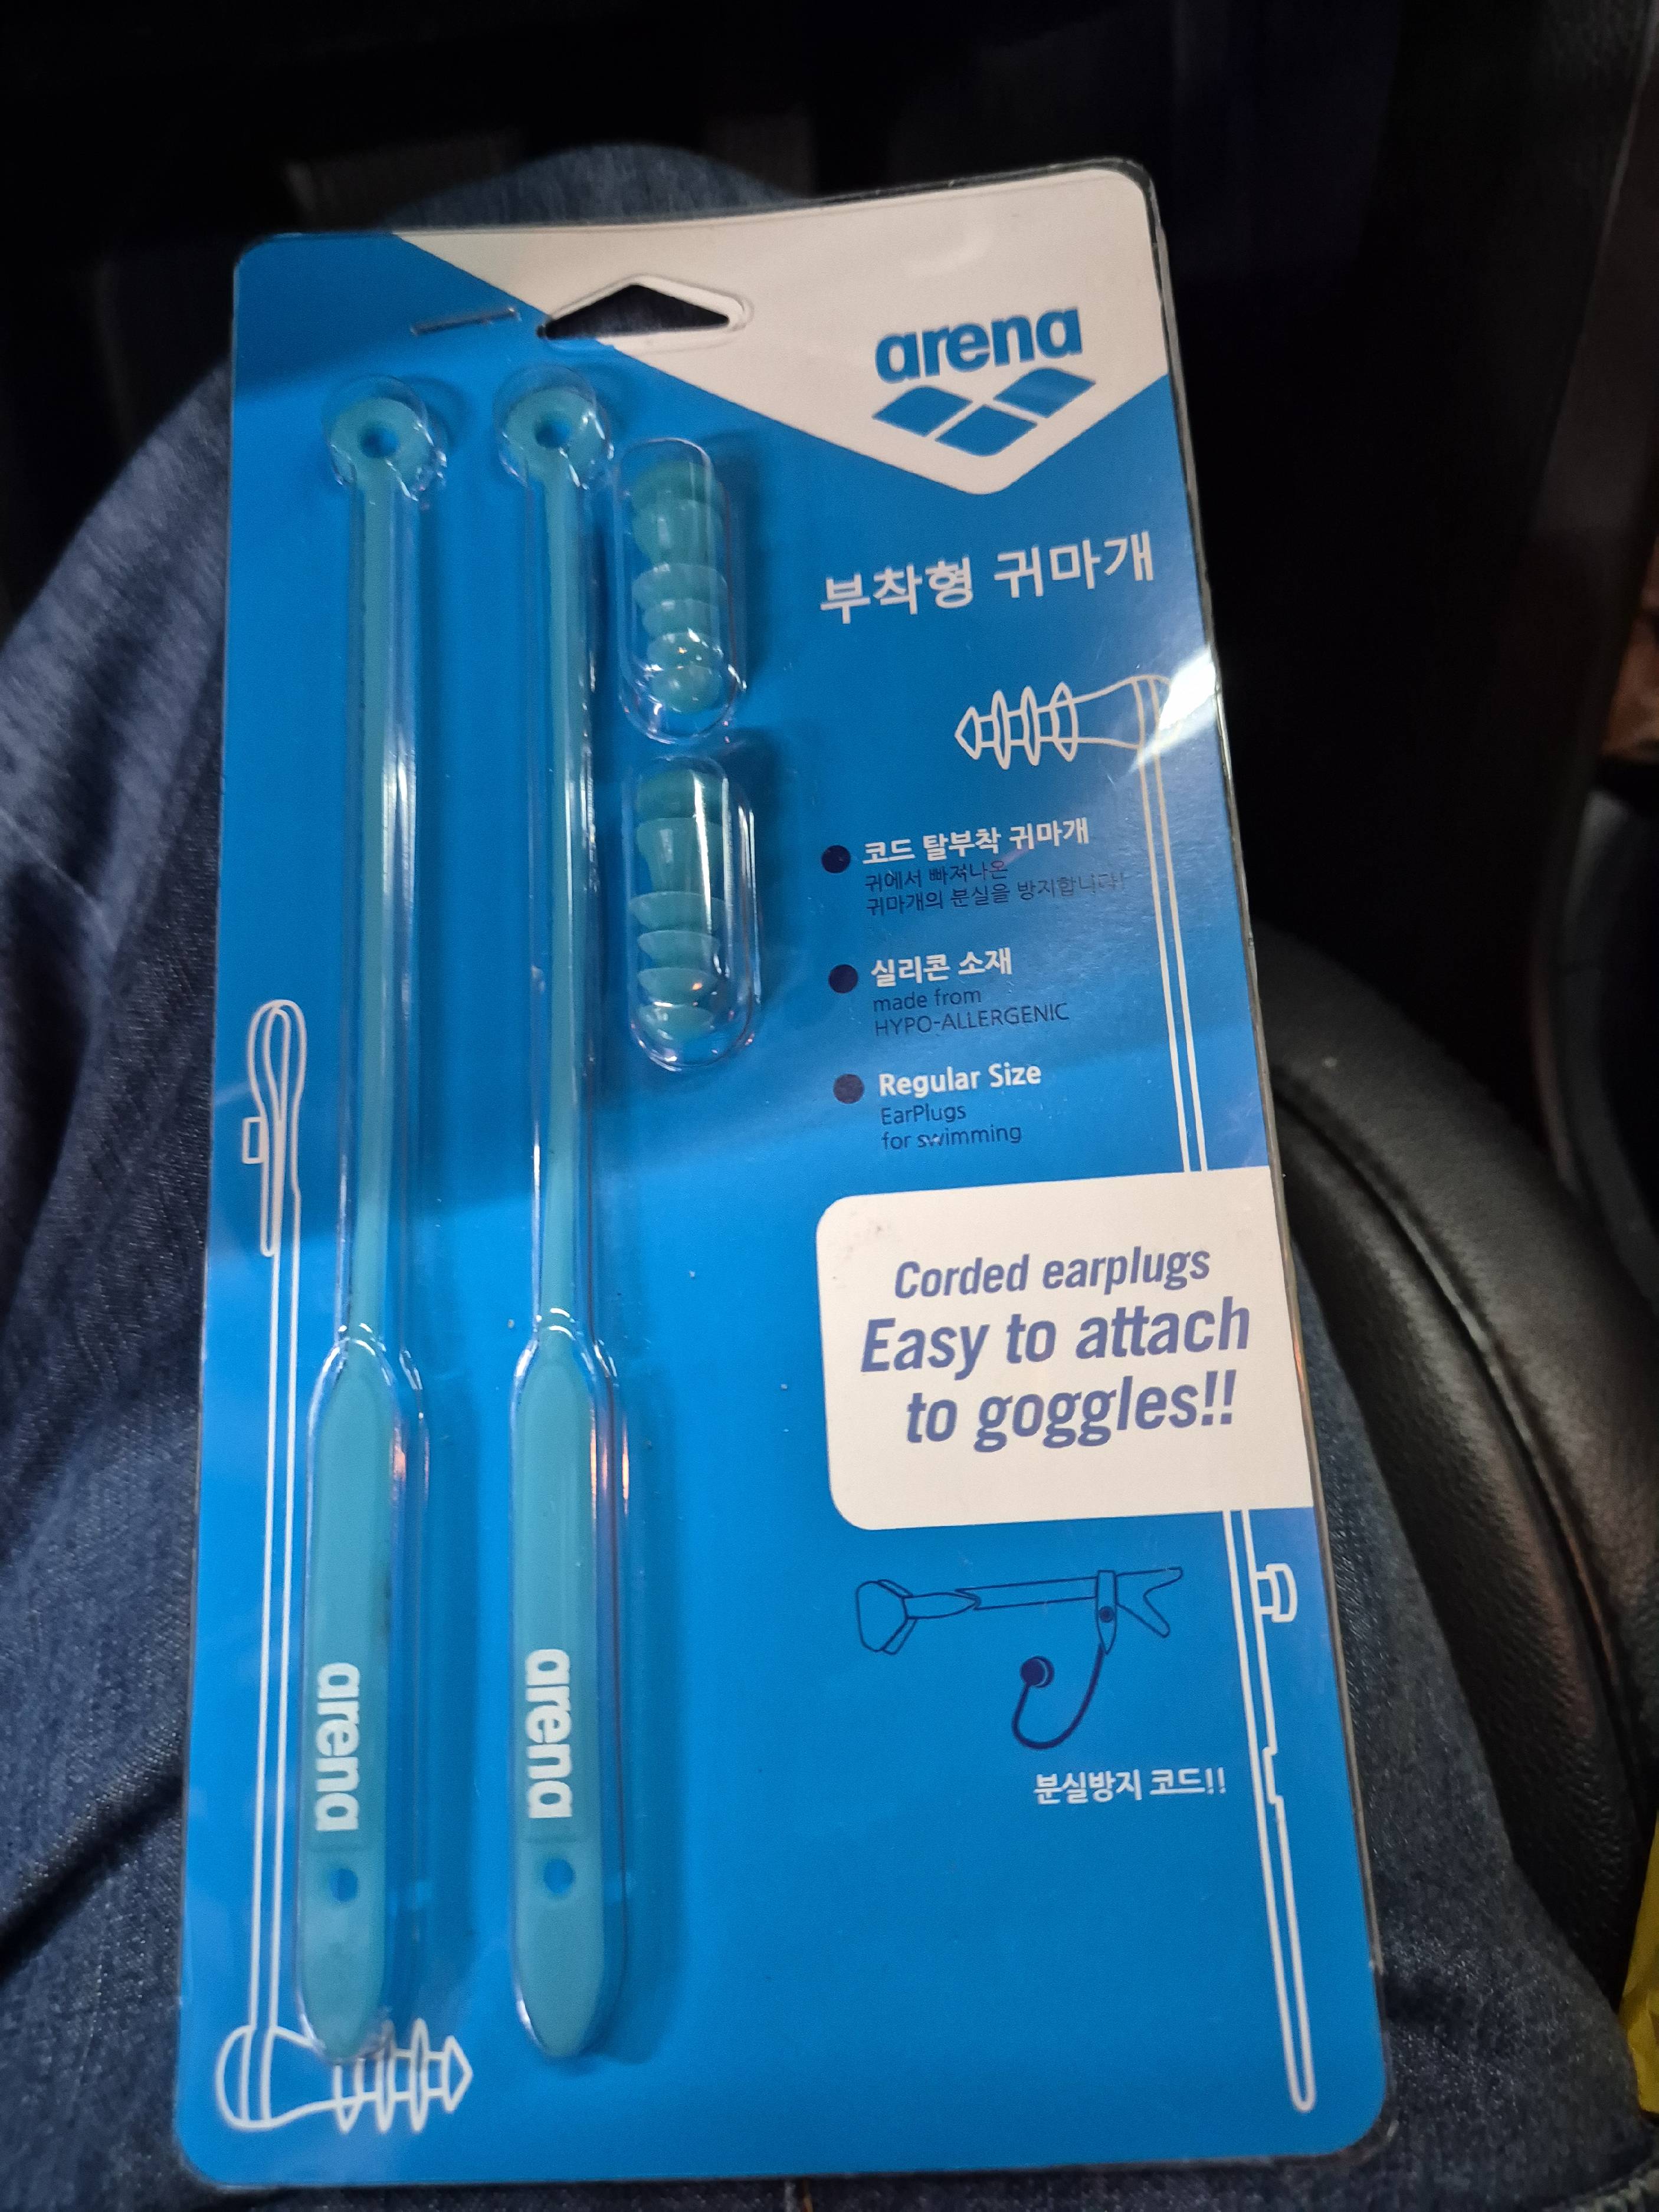 arena
부착형 귀마개
코드 탈부착 귀마개
귀에서 빠져나온
귀마개의 분실을 방지합니다!
실리콘 소재
made from
HYPO-ALLERGENIC
Regular Size
EarPlugs
for swimming
Corded earplugs
Easy to attach
to goggles!!
분실방지 코드!!
arena
arena